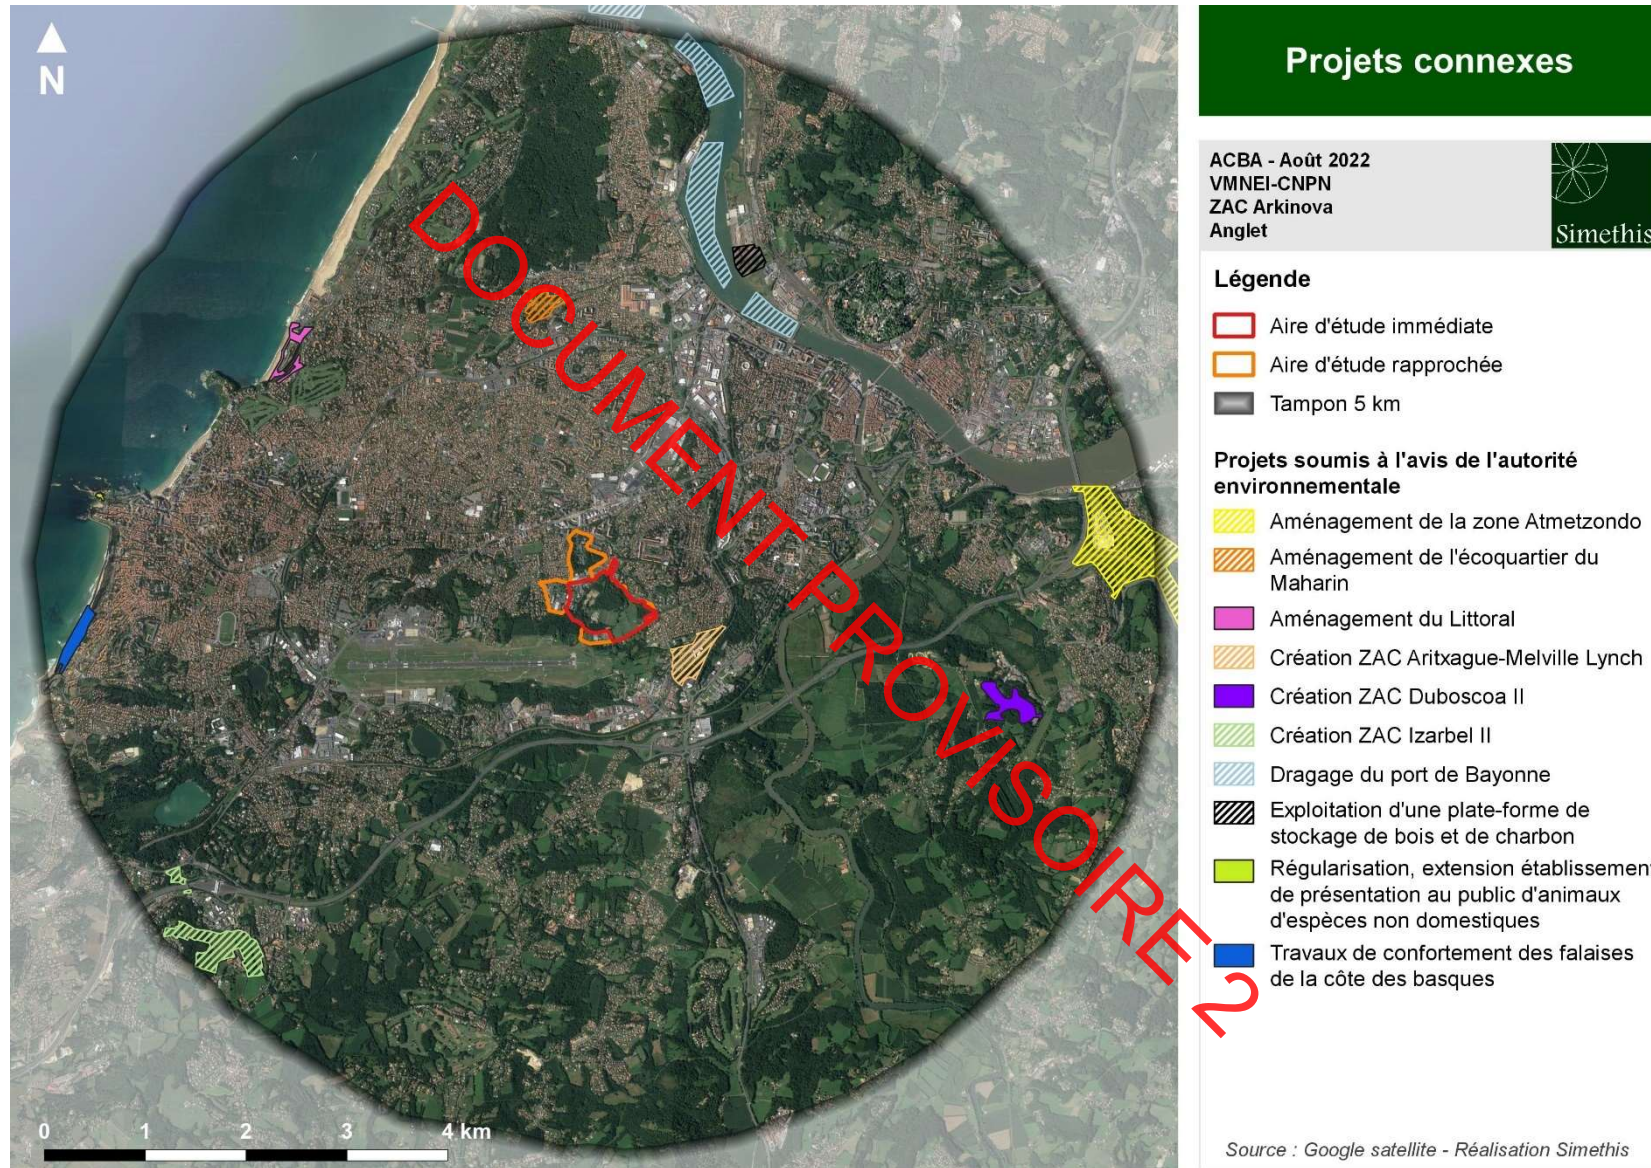 N
0 1 2 3 4 km
DOCUMENT PROVISOIRE 2
Projets connexes
ACBA - Août 2022
VMNEI-CNPN
ZAC Arkinova
Anglet
Simethis
Légende
Aire d'étude immédiate
Aire d'étude rapprochée
Tampon 5 km
Projets soumis à l'avis de l'autorité
environnementale
Aménagement de la zone Atmetzondo
Aménagement de l'écoquartier du
Maharin
Aménagement du Littoral
Création ZAC Aritxague-Melville Lynch
Création ZAC Duboscoa II
Création ZAC Izarbel II
Dragage du port de Bayonne
Exploitation d'une plate-forme de
stockage de bois et de charbon
Régularisation, extension établissement
de présentation au public d'animaux
d'espèces non domestiques
Travaux de confortement des falaises
de la côte des basques
Source : Google satellite - Réalisation Simethis